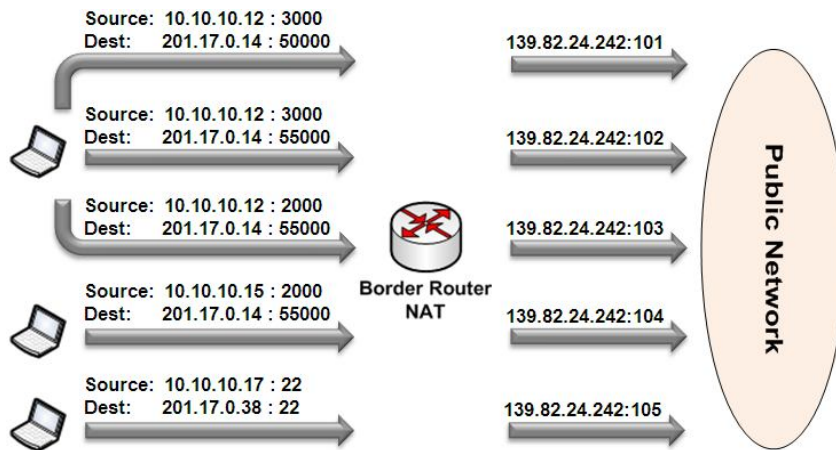 Source: 10.10.10.12 : 3000
Dest: 201.17.0.14 : 50000
139.82.24.242:101
Source: 10.10.10.12 : 3000
Dest: 201.17.0.14 : 55000
139.82.24.242:102
Source: 10.10.10.12 : 2000
Dest: 201.17.0.14 : 55000
139.82.24.242:103
Border Router
NAT
Source: 10.10.10.15 : 2000
Dest: 201.17.0.14 : 55000
139.82.24.242:104
Source: 10.10.10.17 : 22
Dest: 201.17.0.38 : 22
139.82.24.242:105
Public Network